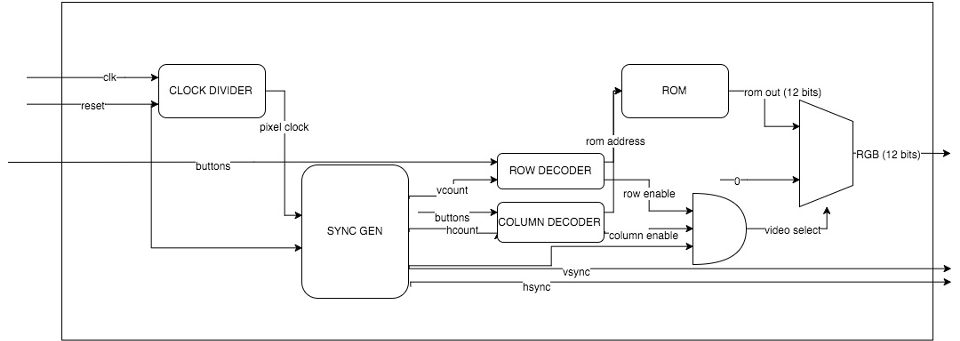 clk
CLOCK DIVIDER
ROM
rom out (12 bits)
reset
pixel clock
rom address
RGB (12 bits)
buttons
ROW DECODER
0
vcount
row enable
buttons
COLUMN DECODER
SYNC GEN
hcount
column enable
video select
vsync
hsync